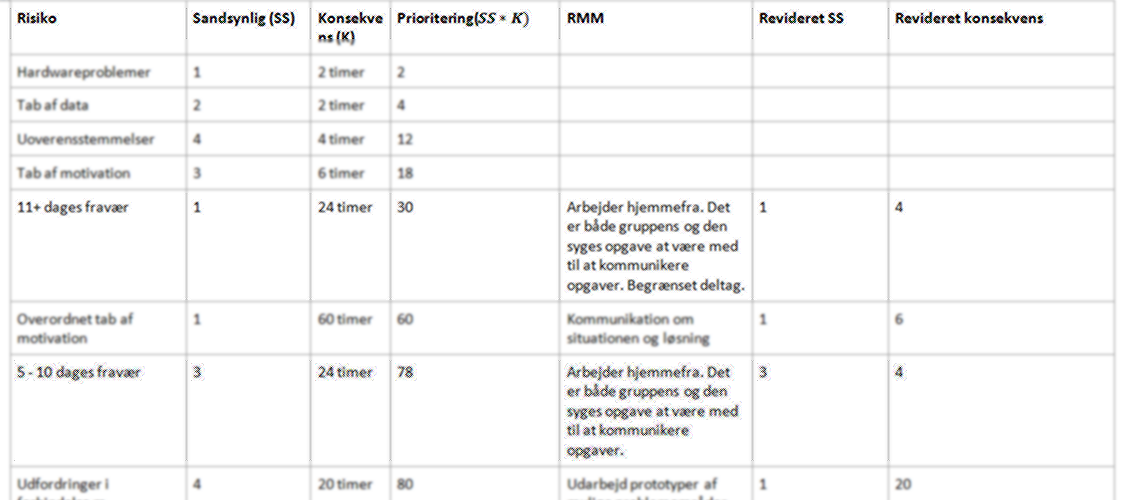 Risiko Sandsynlig (SS) Konsekve Prioritering(SS * K) RMM Revideret SS Revideret konsekvens
ns (K)
Hardwareproblemer 1 2 timer 2
Tab af data 2 2 timer 4
Uoverensstemmelser 4 4 timer 12
Tab af motivation 3 6 timer 18
11+ dages fravær 1 24 timer 30 Arbejder hjemmefra. Det 1 4
er både gruppens og den
syges opgave at være med
til at kommunikere
opgaver. Begrænset deltag.
Overordnet tab af 1 60 timer 60 Kommunikation om 1 6
motivation situationen og løsning
5 - 10 dages fravær 3 24 timer 78 Arbejder hjemmefra. Det 3 4
er både gruppens og den
syges opgave at være med
til at kommunikere
opgaver.
Udfordringer i 4 20 timer 80 Udarbejd prototyper af 1 20